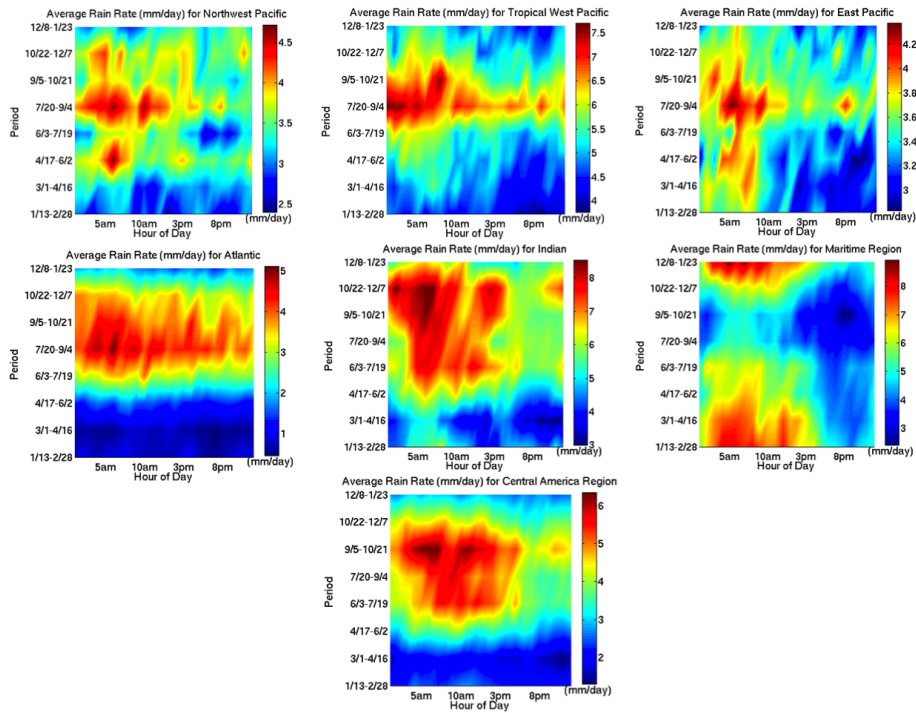 Average Rain Rate (mm/day) for Northwest Pacific
12/8-1/23
10/22-12/7
9/5-10/21
7/20-9/4
6/3-7/19
4/17-6/2
3/1-4/16
1/13-2/28
Period
5am 10am 3pm 8pm
Hour of Day
4.5
4
3.5
3
2.5
(mm/day)
Average Rain Rate (mm/day) for Tropical West Pacific
12/8-1/23
10/22-12/7
9/5-10/21
7/20-9/4
6/3-7/19
4/17-6/2
3/1-4/16
1/13-2/28
Period
5am 10am 3pm 8pm
Hour of Day
7.5
7
6.5
6
5.5
5
4.5
4
(mm/day)
Average Rain Rate (mm/day) for East Pacific
12/8-1/23
10/22-12/7
9/5-10/21
7/20-9/4
6/3-7/19
4/17-6/2
3/1-4/16
1/13-2/28
Period
5am 10am 3pm 8pm
Hour of Day
4.2
4
3.8
3.6
3.4
3.2
3
(mm/day)
Average Rain Rate (mm/day) for Atlantic
12/8-1/23
10/22-12/7
9/5-10/21
7/20-9/4
6/3-7/19
4/17-6/2
3/1-4/16
1/13-2/28
Period
5am 10am 3pm 8pm
Hour of Day
5
4
3
2
1
(mm/day)
Average Rain Rate (mm/day) for Indian
12/8-1/23
10/22-12/7
9/5-10/21
7/20-9/4
6/3-7/19
4/17-6/2
3/1-4/16
1/13-2/28
Period
5am 10am 3pm 8pm
Hour of Day
8
7
6
5
4
3
(mm/day)
Average Rain Rate (mm/day) for Maritime Region
12/8-1/23
10/22-12/7
9/5-10/21
7/20-9/4
6/3-7/19
4/17-6/2
3/1-4/16
1/13-2/28
Period
5am 10am 3pm 8pm
Hour of Day
8
7
6
5
4
3
(mm/day)
Average Rain Rate (mm/day) for Central America Region
12/8-1/23
10/22-12/7
9/5-10/21
7/20-9/4
6/3-7/19
4/17-6/2
3/1-4/16
1/13-2/28
Period
5am 10am 3pm 8pm
Hour of Day
6
5
4
3
2
(mm/day)